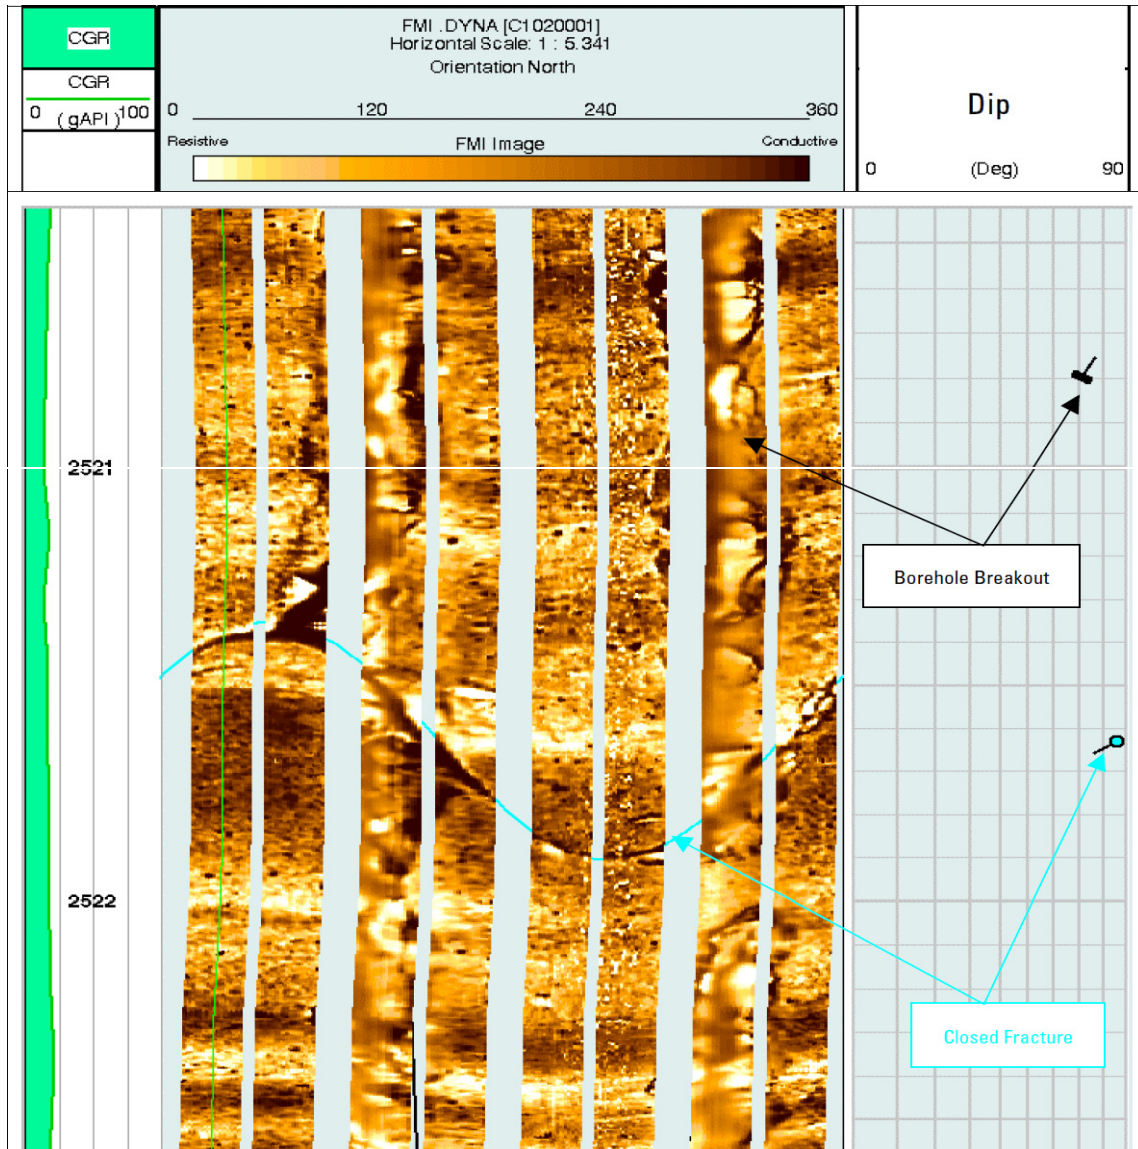 CGR
CGR
0 (gAPI) 100
FMI .DYNA [C1020001]
Horizontal Scale: 1 : 5.341
Orientation North
0 120 240 360
Resistive FMI Image Conductive
Dip
0 (Deg) 90
2521
Borehole Breakout
2522
Closed Fracture